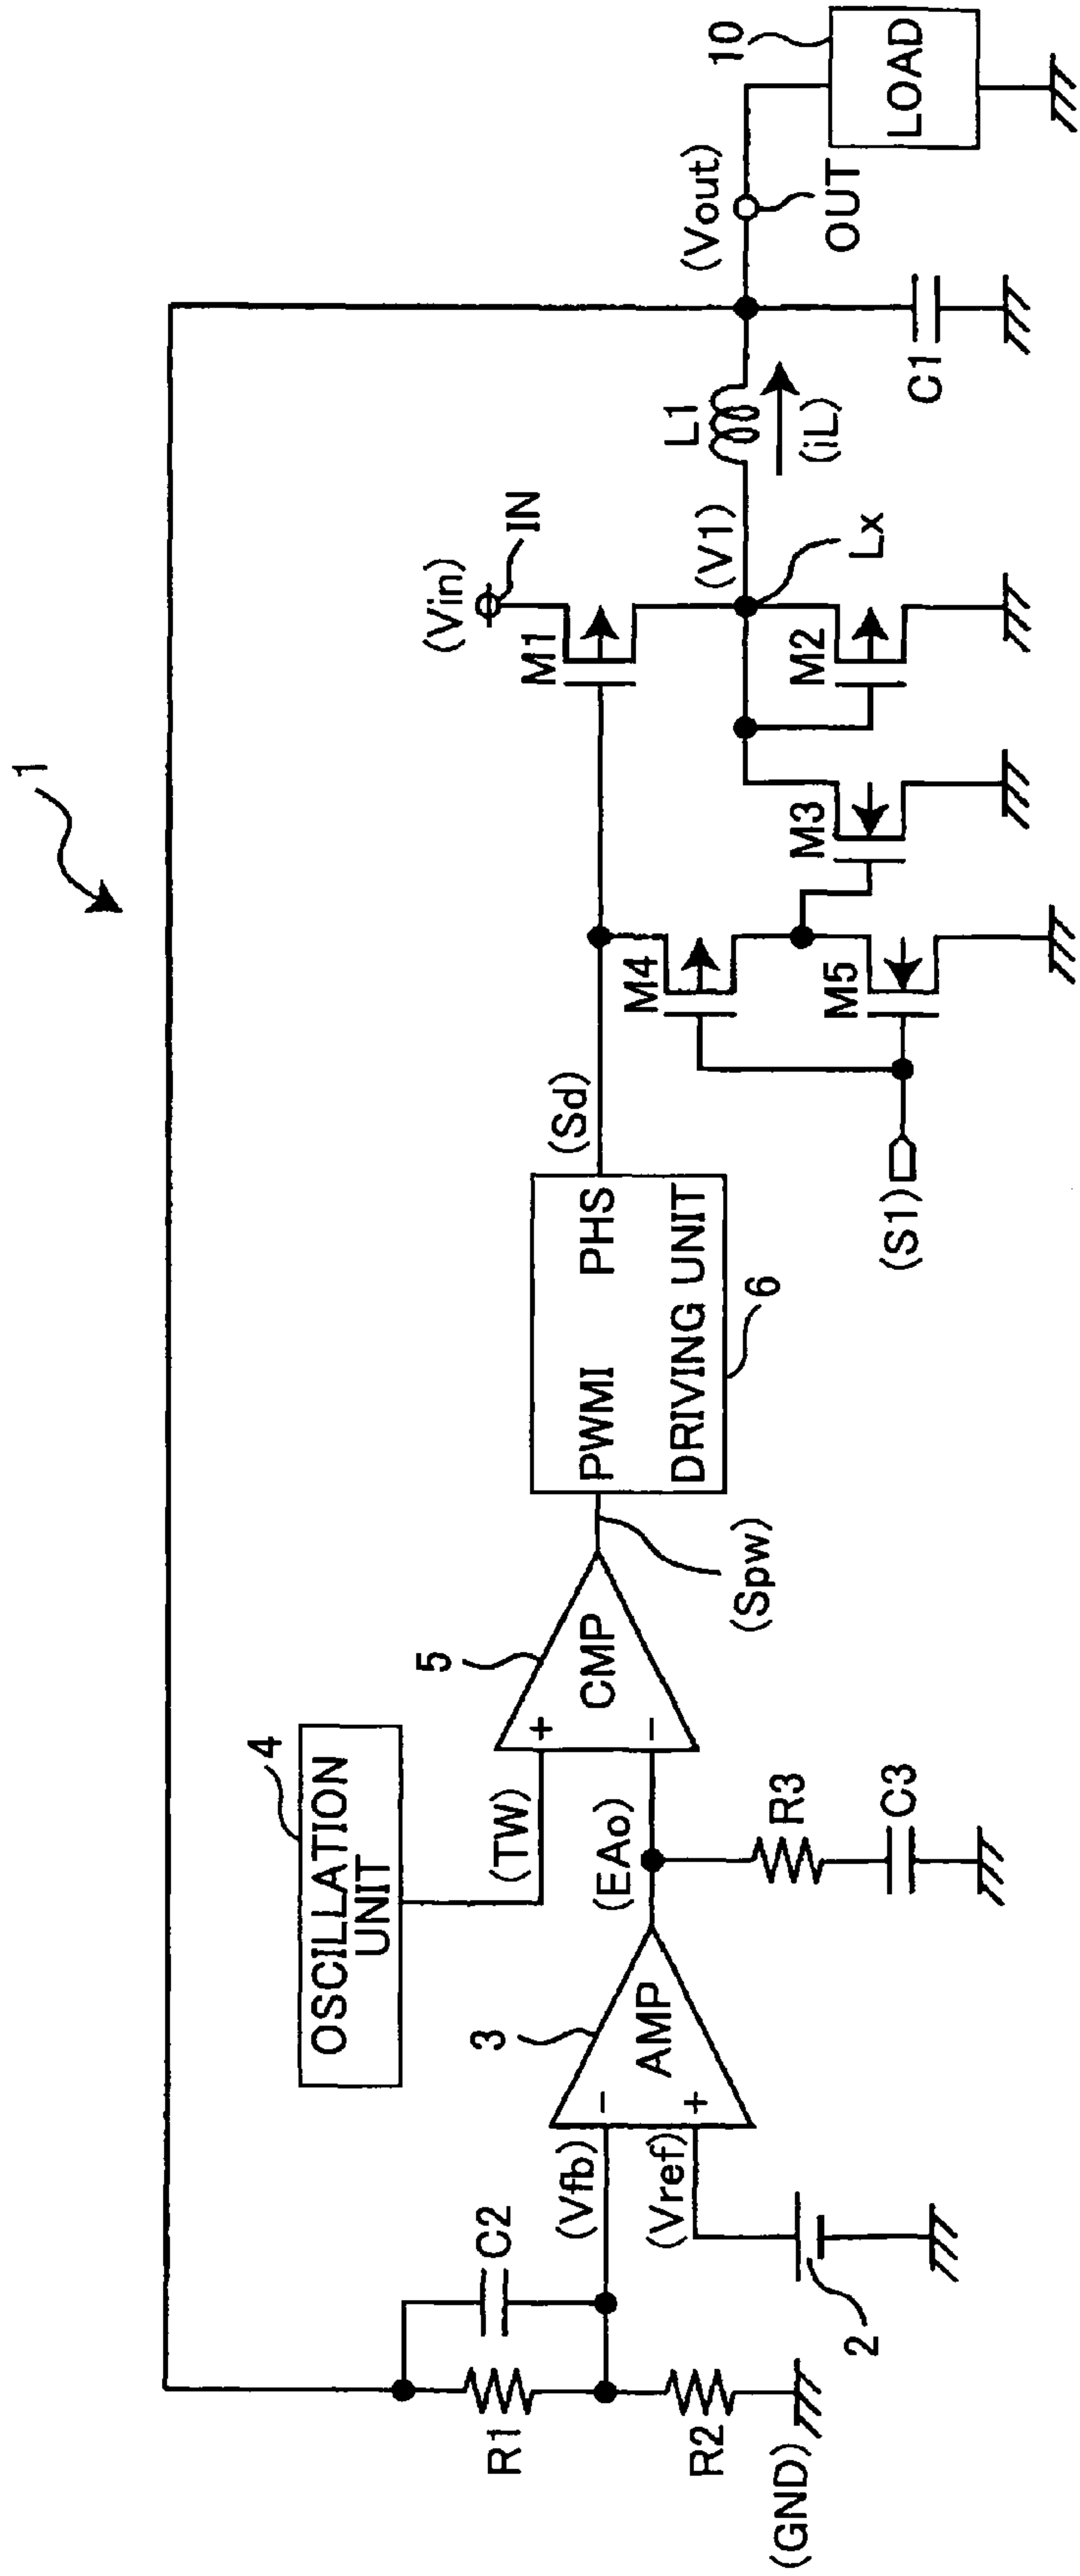 1
(Vin)
IN
M1
(V1)
L1
(iL)
Lx
M2
M3
M4
M5
(S1)
(Sd)
(Vout)
OUT
10
LOAD
C1
PWMI PHS
DRIVING UNIT
6
(Spw)
5
CMP
+
-
4
OSCILLATION
UNIT
(TW)
(EAo)
R3
C3
3
AMP
-
+
(Vfb)
(Vref)
2
C2
R1
R2
(GND)